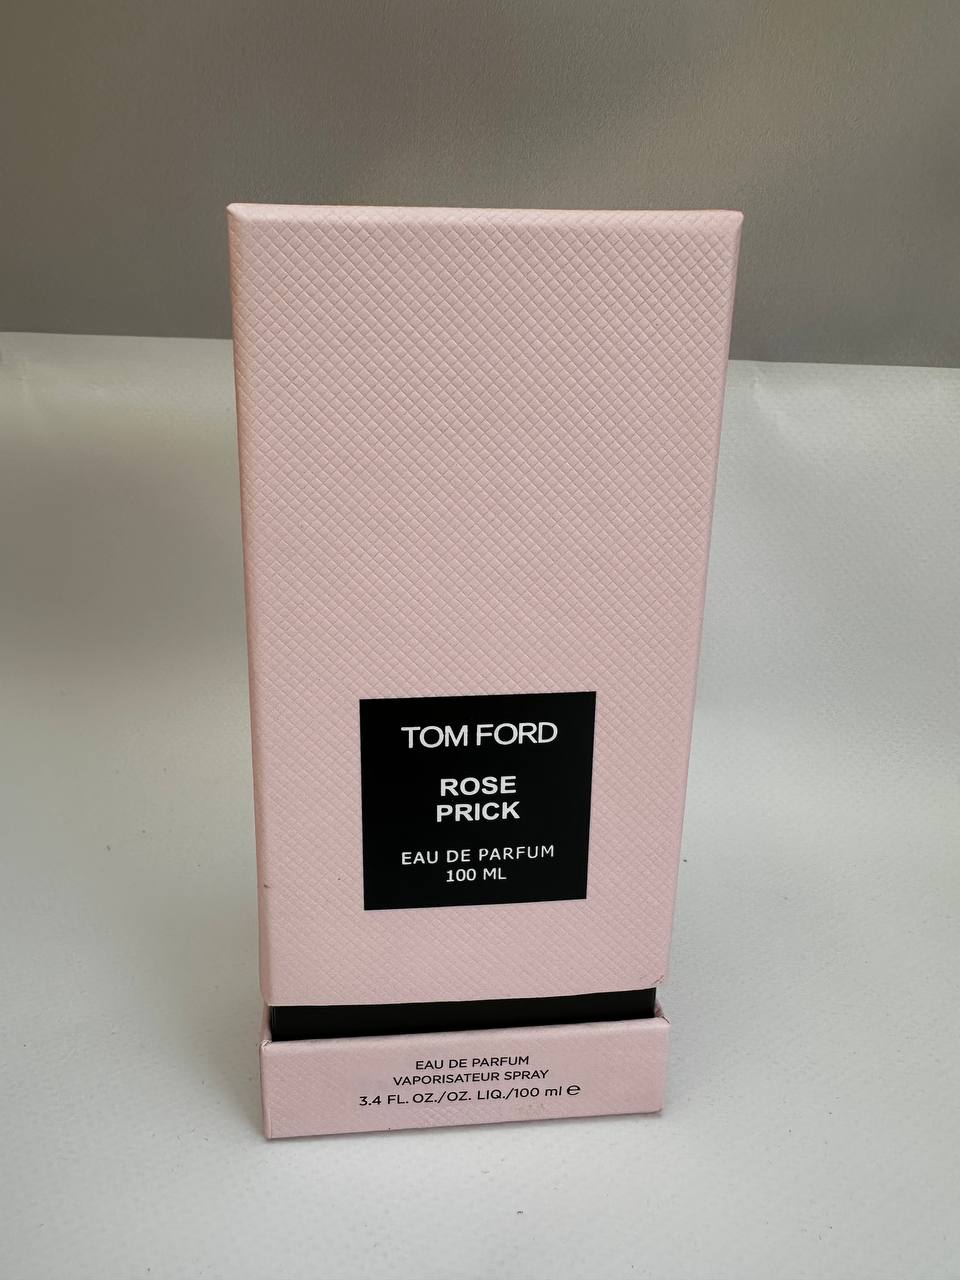 TOM FORD
ROSE
PRICK
EAU DE PARFUM
100 ML
EAU DE PARFUM
VAPORISATEUR SPRAY
3.4 FL. OZ./OZ. LIQ./100 ml ℮